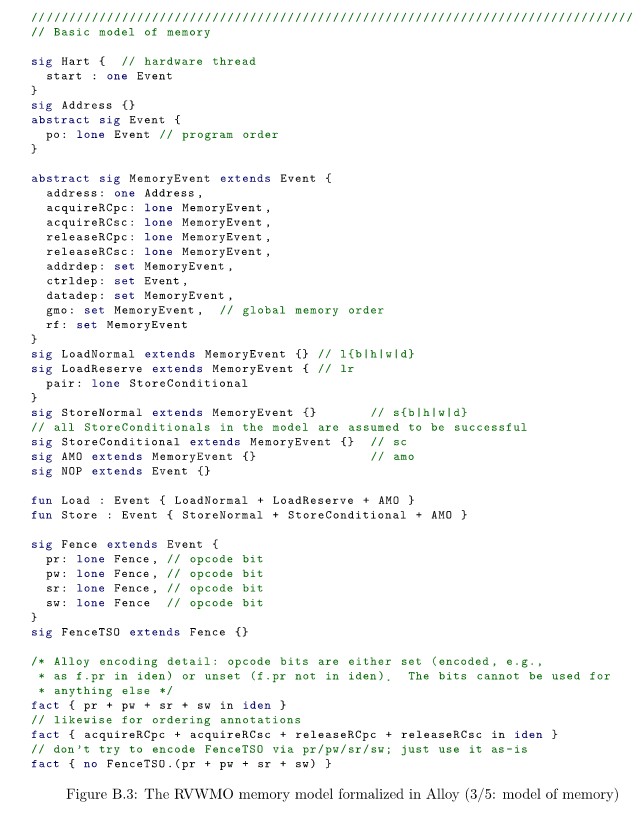 ////////////////////////////////////////////////////////////////////////////////
// Basic model of memory
sig Hart {  // hardware thread
  start : one Event
}
sig Address {}
abstract sig Event {
  po: lone Event // program order
}
abstract sig MemoryEvent extends Event {
  address: one Address,
  acquireRCpc: lone MemoryEvent,
  acquireRCsc: lone MemoryEvent,
  releaseRCpc: lone MemoryEvent,
  releaseRCsc: lone MemoryEvent,
  addrdep: set MemoryEvent,
  ctrldep: set Event,
  datadep: set MemoryEvent,
  gmo: set MemoryEvent,  // global memory order
  rf: set MemoryEvent
}
sig LoadNormal extends MemoryEvent {} // l{b|h|w|d}
sig LoadReserve extends MemoryEvent { // lr
  pair: lone StoreConditional
}
sig StoreNormal extends MemoryEvent {}       // s{b|h|w|d}
// all StoreConditionals in the model are assumed to be successful
sig StoreConditional extends MemoryEvent {}  // sc
sig AMO extends MemoryEvent {}               // amo
sig NOP extends Event {}
fun Load : Event { LoadNormal + LoadReserve + AMO }
fun Store : Event { StoreNormal + StoreConditional + AMO }
sig Fence extends Event {
  pr: lone Fence, // opcode bit
  pw: lone Fence, // opcode bit
  sr: lone Fence, // opcode bit
  sw: lone Fence  // opcode bit
}
sig FenceTSO extends Fence {}
/* Alloy encoding detail: opcode bits are either set (encoded, e.g.,
 * as f.pr in iden) or unset (f.pr not in iden).  The bits cannot be used for
 * anything else */
fact { pr + pw + sr + sw in iden }
// likewise for ordering annotations
fact { acquireRCpc + acquireRCsc + releaseRCpc + releaseRCsc in iden }
// don't try to encode FenceTSO via pr/pw/sr/sw; just use it as-is
fact { no FenceTSO.(pr + pw + sr + sw) }
Figure B.3: The RVWMO memory model formalized in Alloy (3/5: model of memory)